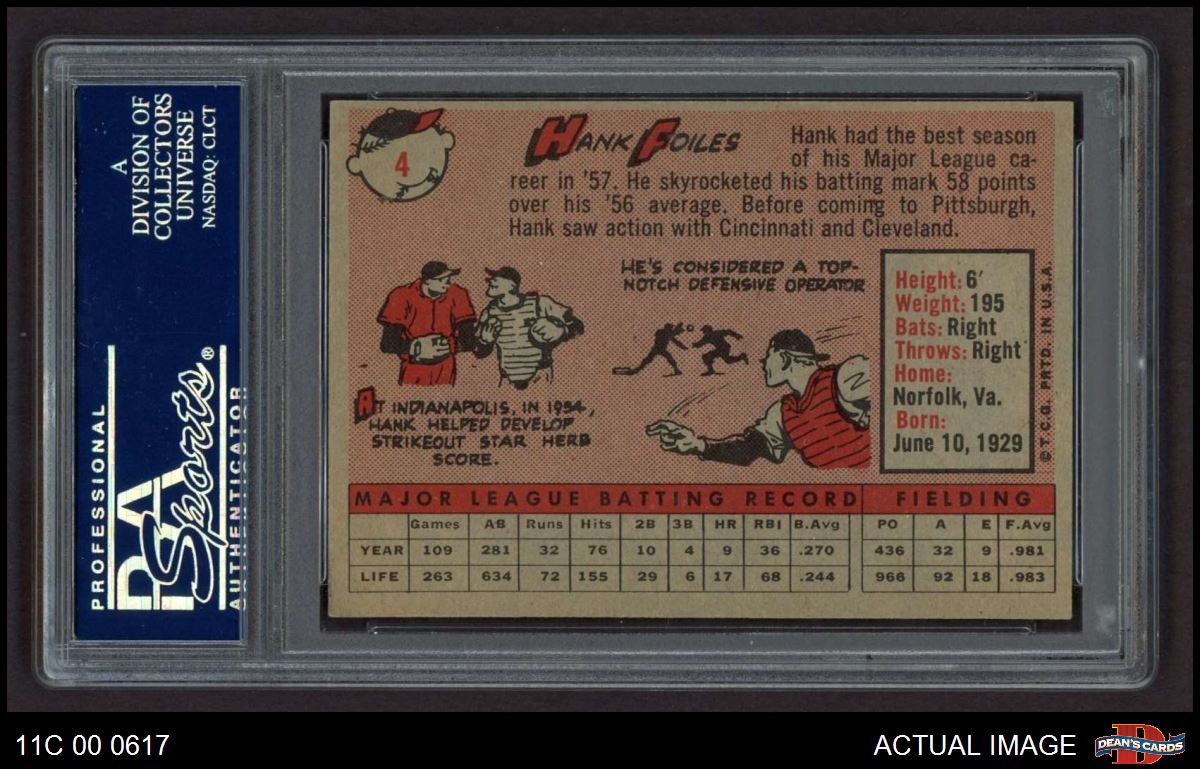 A
DIVISION OF
COLLECTORS
UNIVERSE
NASDAQ: CLCT
PROFESSIONAL
PSA
Sports®
AUTHENTICATOR
4
HANK FOILES
Hank had the best season
of his Major League ca-
reer in '57. He skyrocketed his batting mark 58 points
over his '56 average. Before coming to Pittsburgh,
Hank saw action with Cincinnati and Cleveland.
AT INDIANAPOLIS, IN 1954,
HANK HELPED DEVELOP
STRIKEOUT STAR HERB
SCORE.
HE'S CONSIDERED A TOP-
NOTCH DEFENSIVE OPERATOR
Height: 6'
Weight: 195
Bats: Right
Throws: Right
Home:
Norfolk, Va.
Born:
June 10, 1929
© T.C.G. PRTD. IN U.S.A.
MAJOR LEAGUE BATTING RECORD FIELDING
Games AB Runs Hits 2B 3B HR RBI B.Avg PO A E F.Avg
YEAR 109 281 32 76 10 4 9 36 .270 436 32 9 .981
LIFE 263 634 72 155 29 6 17 68 .244 966 92 18 .983
11C 00 0617
ACTUAL IMAGE
D
DEAN'S CARDS